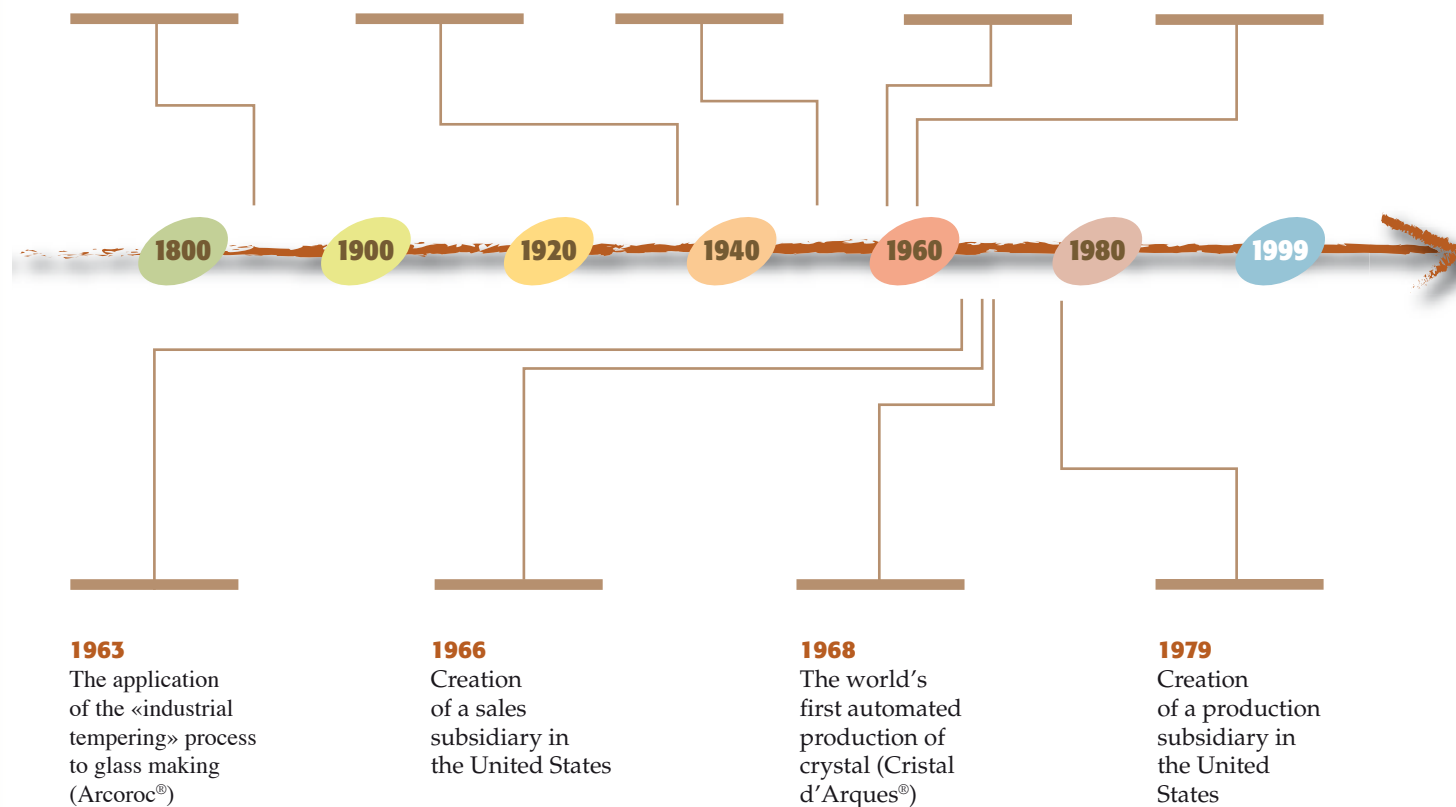 1800 1900 1920 1940 1960 1980 1999
1963
The application
of the «industrial
tempering» process
to glass making
(Arcoroc®)
1966
Creation
of a sales
subsidiary in
the United States
1968
The world's
first automated
production of
crystal (Cristal
d'Arques®)
1979
Creation
of a production
subsidiary in
the United
States